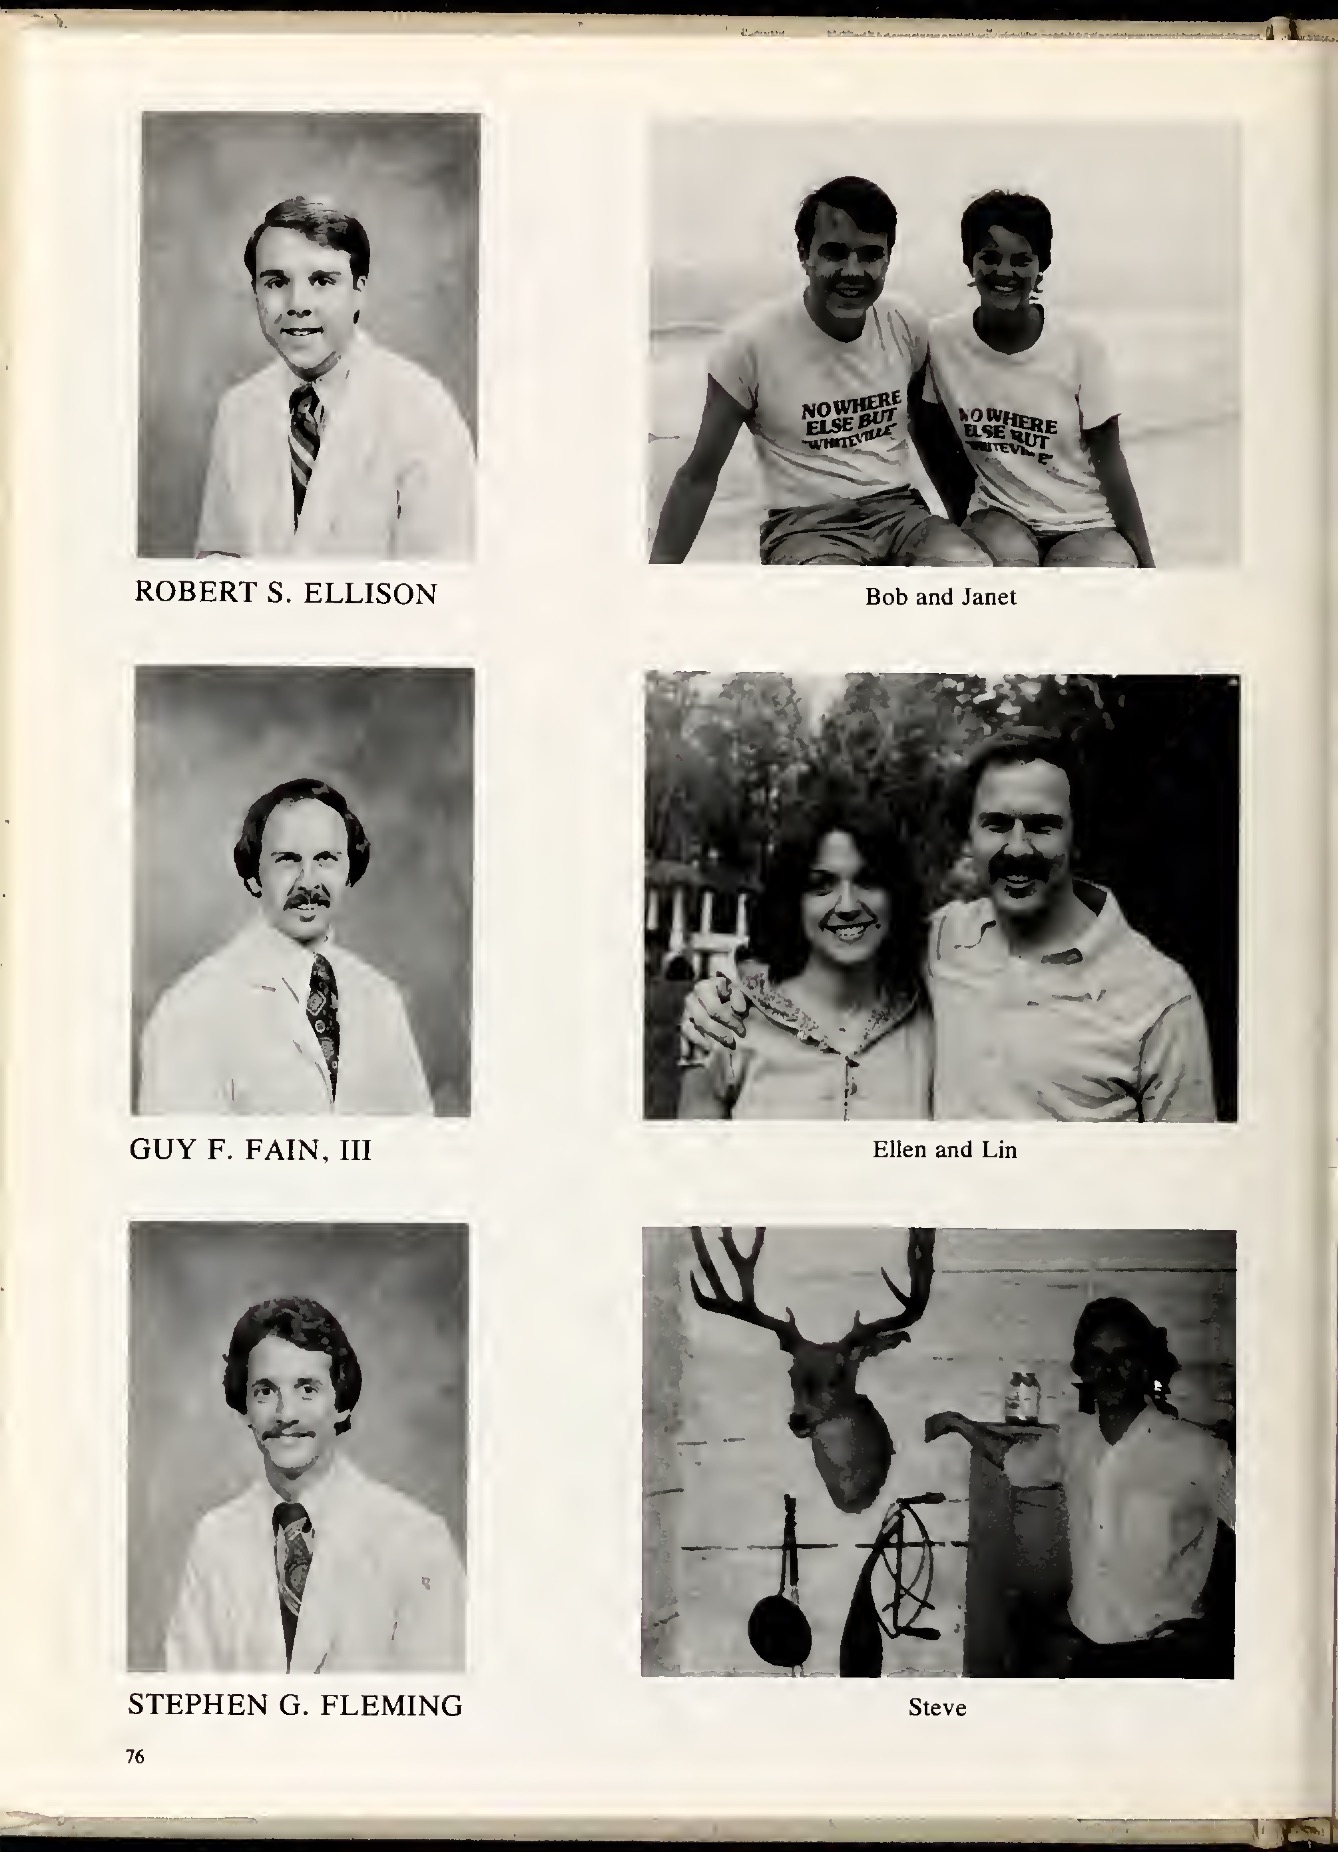 NOWHERE
ELSE BUT
"WHITEVILLE"
NOWHERE
ELSE BUT
"WHITEVILLE"
ROBERT S. ELLISON
Bob and Janet
GUY F. FAIN, III
Ellen and Lin
STEPHEN G. FLEMING
Steve
76